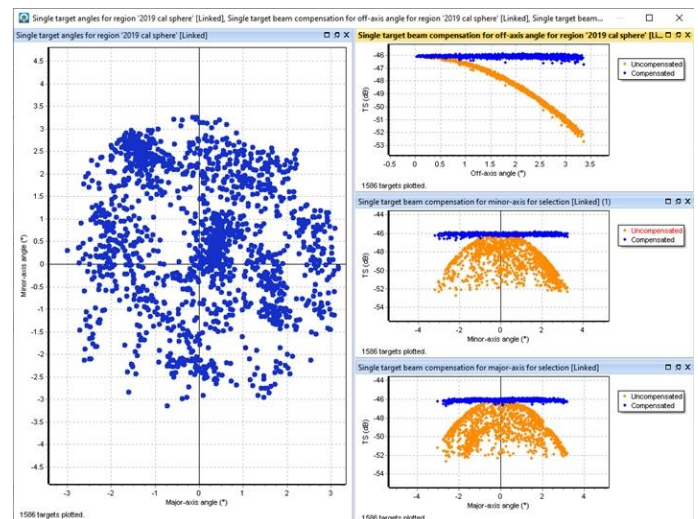 Single target angles for region '2019 cal sphere' [Linked], Single target beam compensation for off-axis angle for region '2019 cal sphere' [Linked], Single target beam...
Single target angles for region '2019 cal sphere' [Linked]
4.5
4
3.5
3
2.5
2
1.5
1
0.5
0
-0.5
-1
-1.5
-2
-2.5
-3
-3.5
-4
-4.5
Minor-axis angle (°)
-3
-2
-1
0
1
2
3
Major-axis angle (°)
1586 targets plotted.
Single target beam compensation for off-axis angle for region '2019 cal sphere' [Li...
-45
-46
-47
-48
-49
-50
-51
-52
-53
TS (dB)
-0.5
0
0.5
1
1.5
2
2.5
3
3.5
Off-axis angle (°)
Uncompensated
Compensated
1586 targets plotted.
Single target beam compensation for minor-axis for selection [Linked] (1)
-44
-46
-48
-50
-52
-54
TS (dB)
-4
-2
0
2
4
Minor-axis angle (°)
Uncompensated
Compensated
1586 targets plotted.
Single target beam compensation for major-axis for selection [Linked]
-44
-46
-48
-50
-52
-54
TS (dB)
-4
-2
0
2
4
Major-axis angle (°)
Uncompensated
Compensated
1586 targets plotted.